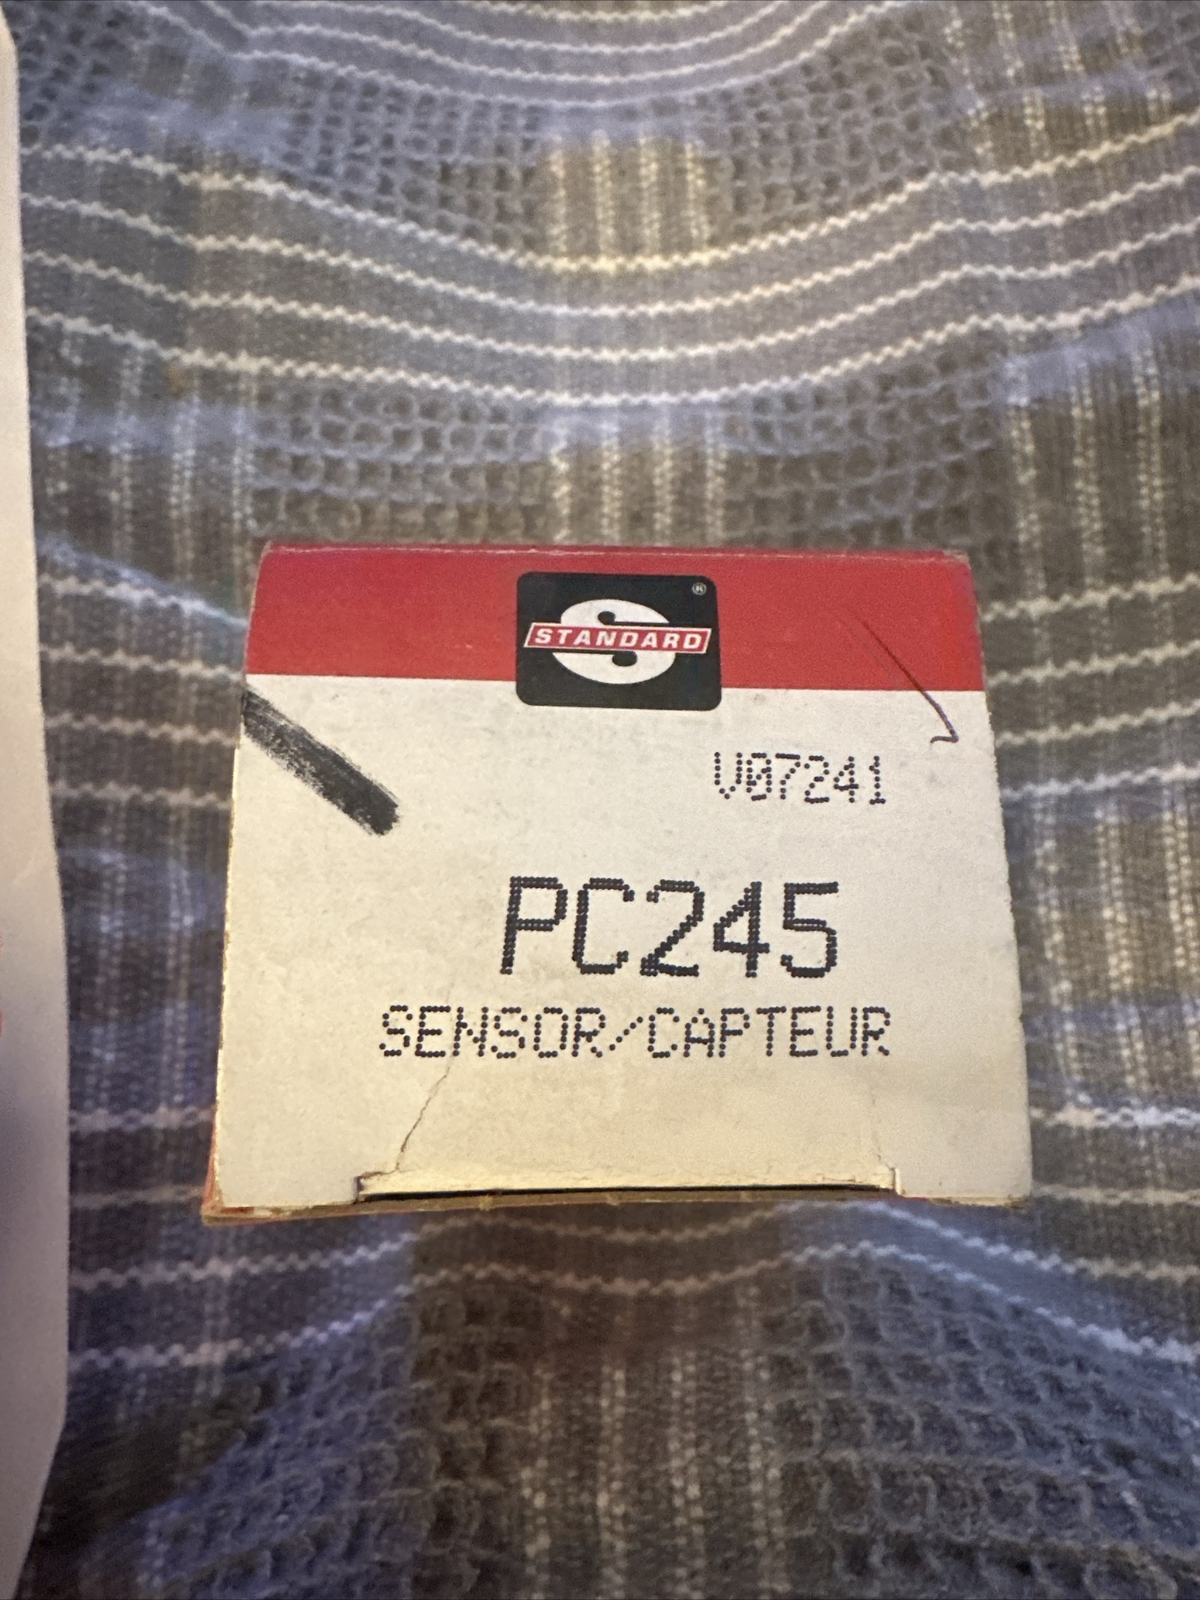 STANDARD ®
V07241
PC245
SENSOR/CAPTEUR